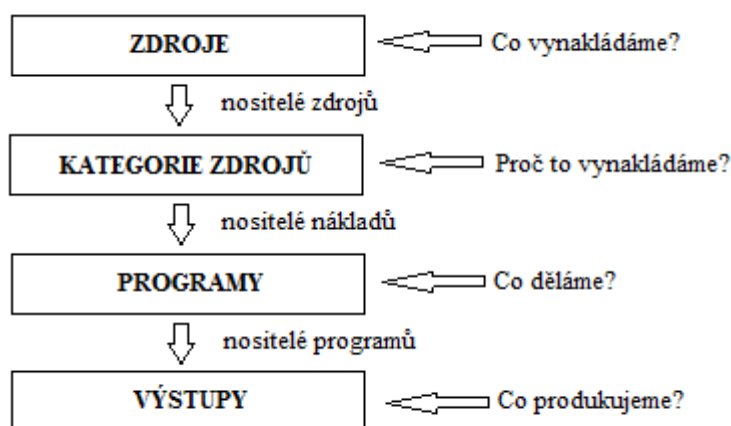 ZDROJE
Co vynakládáme?
nositelé zdrojů
KATEGORIE ZDROJŮ
Proč to vynakládáme?
nositelé nákladů
PROGRAMY
Co děláme?
nositelé programů
VÝSTUPY
Co produkujeme?